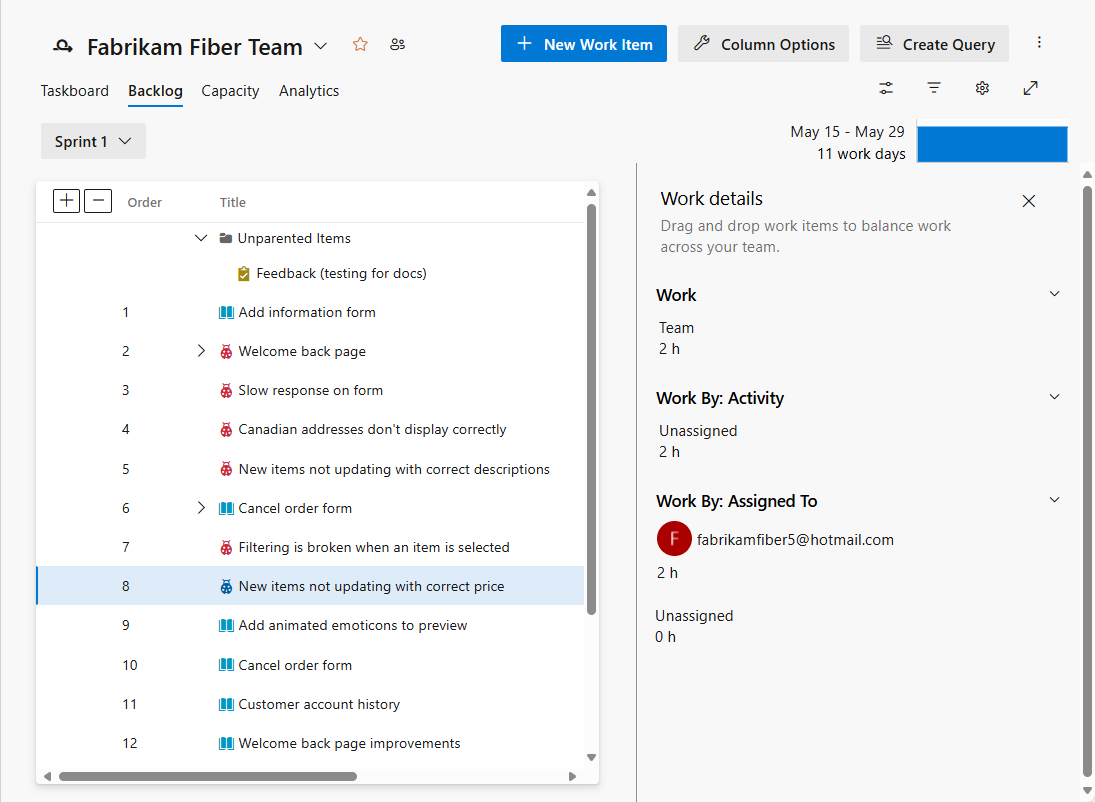 Fabrikam Fiber Team
New Work Item
Column Options
Create Query
Taskboard
Backlog
Capacity
Analytics
Sprint 1
May 15 - May 29
11 work days
Order
Title
Unparented Items
Feedback (testing for docs)
1 Add information form
2 Welcome back page
3 Slow response on form
4 Canadian addresses don't display correctly
5 New items not updating with correct descriptions
6 Cancel order form
7 Filtering is broken when an item is selected
8 New items not updating with correct price
9 Add animated emoticons to preview
10 Cancel order form
11 Customer account history
12 Welcome back page improvements
Work details
Drag and drop work items to balance work
across your team.
Work
Team
2 h
Work By: Activity
Unassigned
2 h
Work By: Assigned To
F fabrikamfiber5@hotmail.com
2 h
Unassigned
0 h